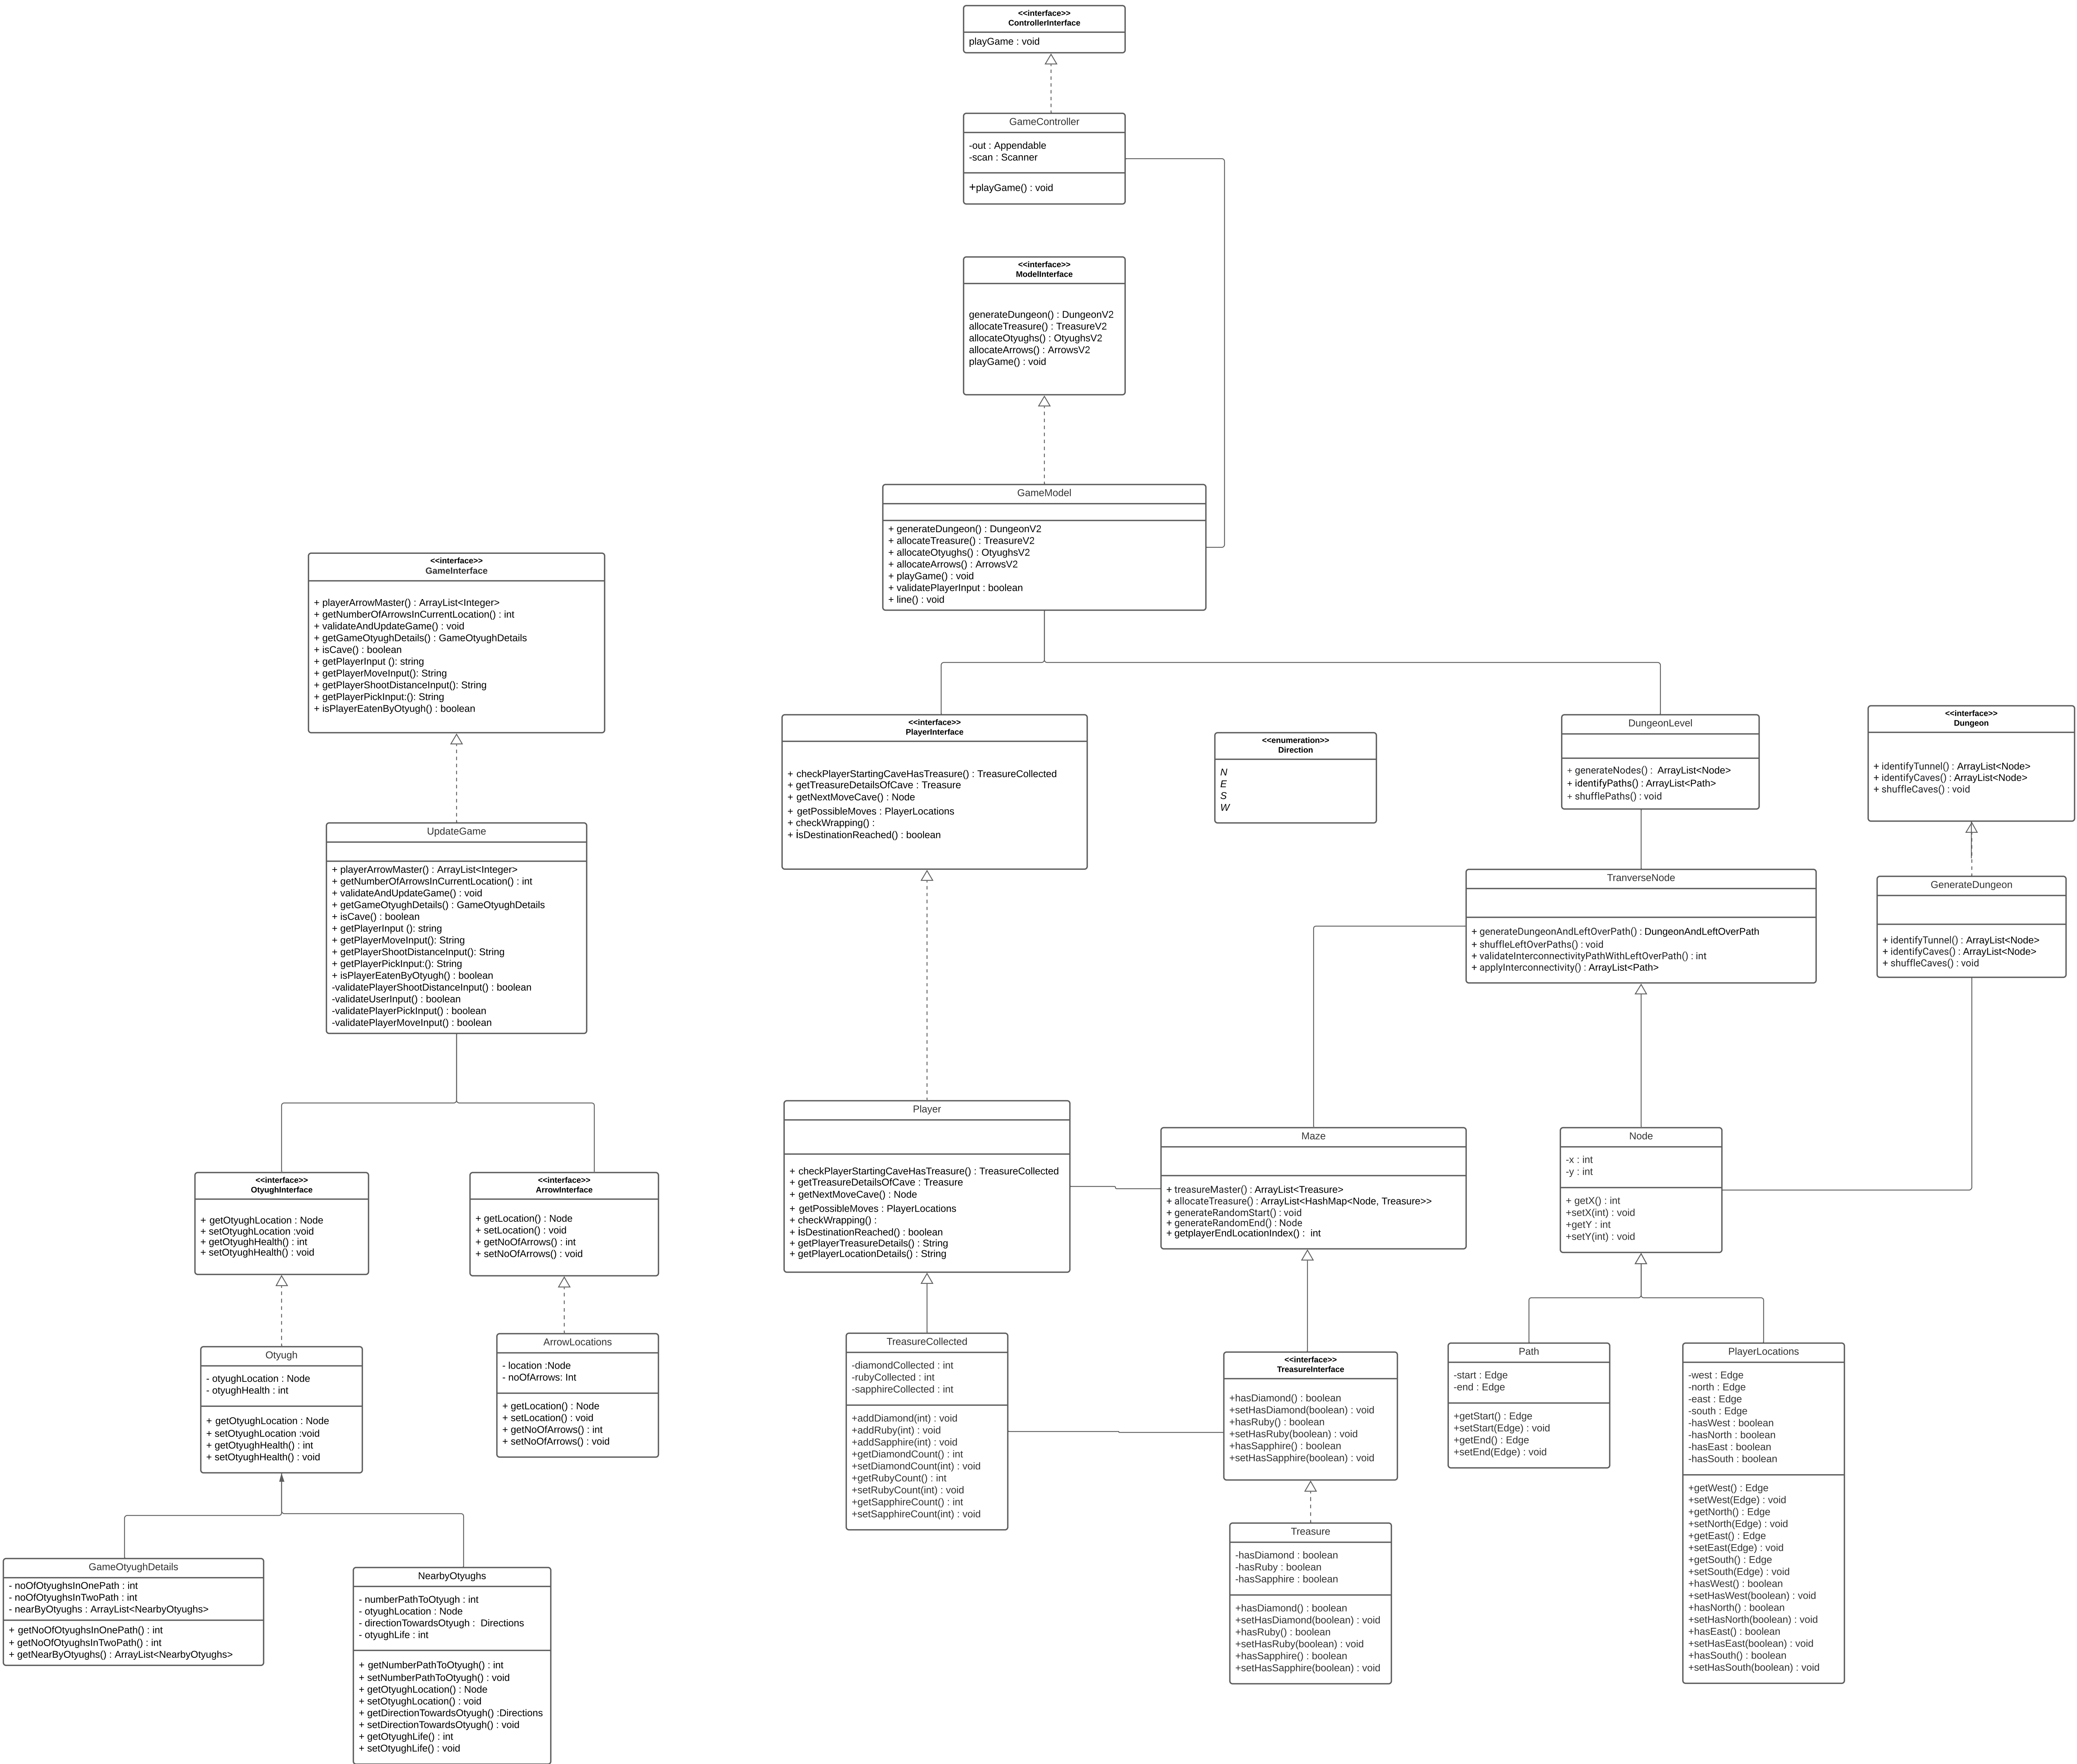 <<interface>>
ControllerInterface
playGame : void
GameController
-out : Appendable
-scan : Scanner
+playGame() : void
<<interface>>
ModelInterface
generateDungeon() : DungeonV2
allocateTreasure() : TreasureV2
allocateOtyughs() : OtyughsV2
allocateArrows() : ArrowsV2
playGame() : void
GameModel
+ generateDungeon() : DungeonV2
+ allocateTreasure() : TreasureV2
+ allocateOtyughs() : OtyughsV2
+ allocateArrows() : ArrowsV2
+ playGame() : void
+ validatePlayerInput : boolean
+ line() : void
<<interface>>
GameInterface
+ playerArrowMaster() : ArrayList<Integer>
+ getNumberOfArrowsInCurrentLocation() : int
+ validateAndUpdateGame() : void
+ getGameOtyughDetails() : GameOtyughDetails
+ isCave() : boolean
+ getPlayerInput (): string
+ getPlayerMoveInput(): String
+ getPlayerShootDistanceInput(): String
+ getPlayerPickInput:(): String
+ isPlayerEatenByOtyugh() : boolean
<<interface>>
PlayerInterface
+ checkPlayerStartingCaveHasTreasure() : TreasureCollected
+ getTreasureDetailsOfCave : Treasure
+ getNextMoveCave() : Node
+ getPossibleMoves : PlayerLocations
+ checkWrapping() :
+ isDestinationReached() : boolean
<<enumeration>>
Direction
N
E
S
W
DungeonLevel
+ generateNodes() : ArrayList<Node>
+ identifyPaths() : ArrayList<Path>
+ shufflePaths() : void
<<interface>>
Dungeon
+ identifyTunnel() : ArrayList<Node>
+ identifyCaves() : ArrayList<Node>
+ shuffleCaves() : void
UpdateGame
+ playerArrowMaster() : ArrayList<Integer>
+ getNumberOfArrowsInCurrentLocation() : int
+ validateAndUpdateGame() : void
+ getGameOtyughDetails() : GameOtyughDetails
+ isCave() : boolean
+ getPlayerInput (): string
+ getPlayerMoveInput(): String
+ getPlayerShootDistanceInput(): String
+ getPlayerPickInput:(): String
+ isPlayerEatenByOtyugh() : boolean
-validatePlayerShootDistanceInput() : boolean
-validateUserInput() : boolean
-validatePlayerPickInput() : boolean
-validatePlayerMoveInput() : boolean
TranverseNode
+ generateDungeonAndLeftOverPath() : DungeonAndLeftOverPath
+ shuffleLeftOverPaths() : void
+ validateInterconnectivityPathWithLeftOverPath() : int
+ applyInterconnectivity() : ArrayList<Path>
GenerateDungeon
+ identifyTunnel() : ArrayList<Node>
+ identifyCaves() : ArrayList<Node>
+ shuffleCaves() : void
Player
+ checkPlayerStartingCaveHasTreasure() : TreasureCollected
+ getTreasureDetailsOfCave : Treasure
+ getNextMoveCave() : Node
+ getPossibleMoves : PlayerLocations
+ checkWrapping() :
+ isDestinationReached() : boolean
+ getPlayerTreasureDetails() : String
+ getPlayerLocationDetails() : String
Maze
+ treasureMaster() : ArrayList<Treasure>
+ allocateTreasure() : ArrayList<HashMap<Node, Treasure>>
+ generateRandomStart() : void
+ generateRandomEnd() : Node
+ getplayerEndLocationIndex() : int
Node
-x : int
-y : int
+ getX() : int
+setX(int) : void
+getY : int
+setY(int) : void
<<interface>>
OtyughInterface
+ getOtyughLocation : Node
+ setOtyughLocation :void
+ getOtyughHealth() : int
+ setOtyughHealth() : void
<<interface>>
ArrowInterface
+ getLocation() : Node
+ setLocation() : void
+ getNoOfArrows() : int
+ setNoOfArrows() : void
Otyugh
- otyughLocation : Node
- otyughHealth : int
+ getOtyughLocation : Node
+ setOtyughLocation :void
+ getOtyughHealth() : int
+ setOtyughHealth() : void
ArrowLocations
- location :Node
- noOfArrows: Int
+ getLocation() : Node
+ setLocation() : void
+ getNoOfArrows() : int
+ setNoOfArrows() : void
TreasureCollected
-diamondCollected : int
-rubyCollected : int
-sapphireCollected : int
+addDiamond(int) : void
+addRuby(int) : void
+addSapphire(int) : void
+getDiamondCount() : int
+setDiamondCount(int) : void
+getRubyCount() : int
+setRubyCount(int) : void
+getSapphireCount() : int
+setSapphireCount(int) : void
<<interface>>
TreasureInterface
+hasDiamond() : boolean
+setHasDiamond(boolean) : void
+hasRuby() : boolean
+setHasRuby(boolean) : void
+hasSapphire() : boolean
+setHasSapphire(boolean) : void
Path
-start : Edge
-end : Edge
+getStart() : Edge
+setStart(Edge) : void
+getEnd() : Edge
+setEnd(Edge) : void
PlayerLocations
-west : Edge
-north : Edge
-east : Edge
-south : Edge
-hasWest : boolean
-hasNorth : boolean
-hasEast : boolean
-hasSouth : boolean
+getWest() : Edge
+setWest(Edge) : void
+getNorth() : Edge
+setNorth(Edge) : void
+getEast() : Edge
+setEast(Edge) : void
+getSouth() : Edge
+setSouth(Edge) : void
+hasWest() : boolean
+setHasWest(boolean) : void
+hasNorth() : boolean
+setHasNorth(boolean) : void
+hasEast() : boolean
+setHasEast(boolean) : void
+hasSouth() : boolean
+setHasSouth(boolean) : void
Treasure
-hasDiamond : boolean
-hasRuby : boolean
-hasSapphire : boolean
+hasDiamond() : boolean
+setHasDiamond(boolean) : void
+hasRuby() : boolean
+setHasRuby(boolean) : void
+hasSapphire() : boolean
+setHasSapphire(boolean) : void
GameOtyughDetails
- noOfOtyughsInOnePath : int
- noOfOtyughsInTwoPath : int
- nearByOtyughs : ArrayList<NearbyOtyughs>
+ getNoOfOtyughsInOnePath() : int
+ getNoOfOtyughsInTwoPath() : int
+ getNearByOtyughs() : ArrayList<NearbyOtyughs>
NearbyOtyughs
- numberPathToOtyugh : int
- otyughLocation : Node
- directionTowardsOtyugh : Directions
- otyughLife : int
+ getNumberPathToOtyugh() : int
+ setNumberPathToOtyugh() : void
+ getOtyughLocation() : Node
+ setOtyughLocation() : void
+ getDirectionTowardsOtyugh() :Directions
+ setDirectionTowardsOtyugh() : void
+ getOtyughLife() : int
+ setOtyughLife() : void